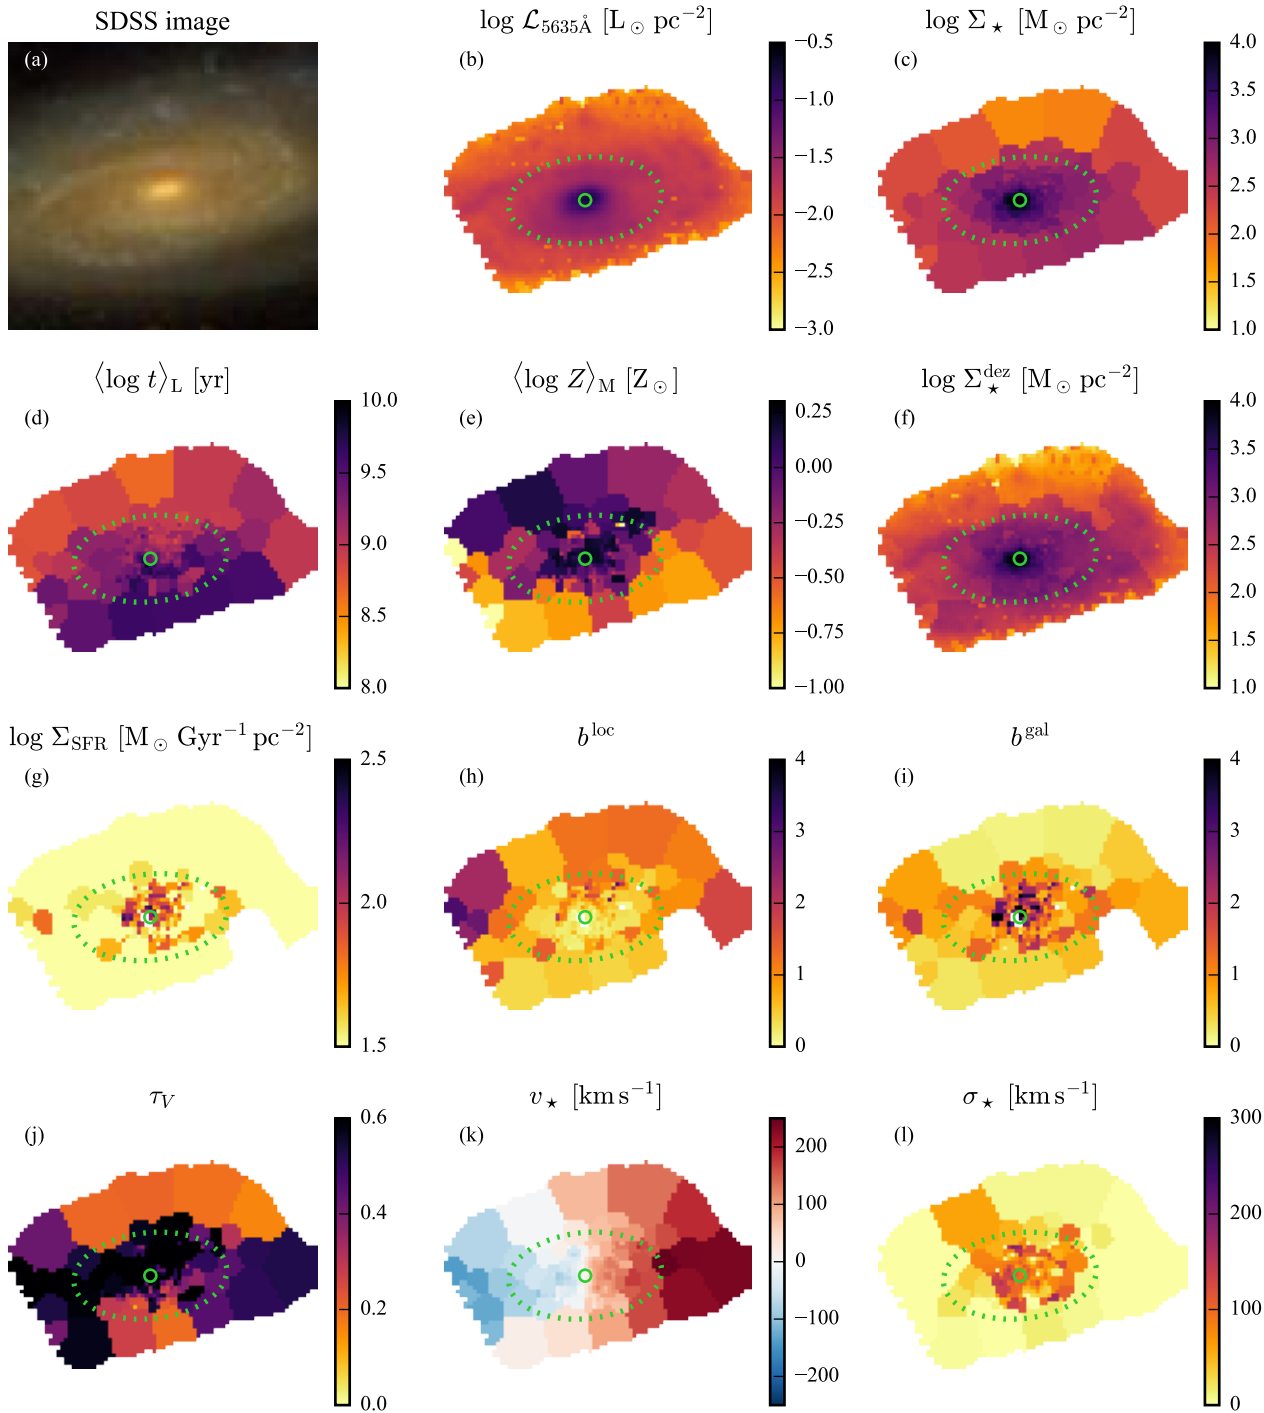 SDSS image
log ℒ₅₆₃₅Å [L⊙ pc⁻²]
log Σ⋆ [M⊙ pc⁻²]
(a)
(b)
−0.5
−1.0
−1.5
−2.0
−2.5
−3.0
(c)
4.0
3.5
3.0
2.5
2.0
1.5
1.0
⟨log t⟩L [yr]
⟨log Z⟩M [Z⊙]
log Σ⋆ᵈᵉᶻ [M⊙ pc⁻²]
(d)
10.0
9.5
9.0
8.5
8.0
(e)
0.25
0.00
−0.25
−0.50
−0.75
−1.00
(f)
4.0
3.5
3.0
2.5
2.0
1.5
1.0
log ΣSFR [M⊙ Gyr⁻¹ pc⁻²]
bˡᵒᶜ
bᵍᵃˡ
(g)
2.5
2.0
1.5
(h)
4
3
2
1
0
(i)
4
3
2
1
0
τV
v⋆ [km s⁻¹]
σ⋆ [km s⁻¹]
(j)
0.6
0.4
0.2
0.0
(k)
200
100
0
−100
−200
(l)
300
200
100
0